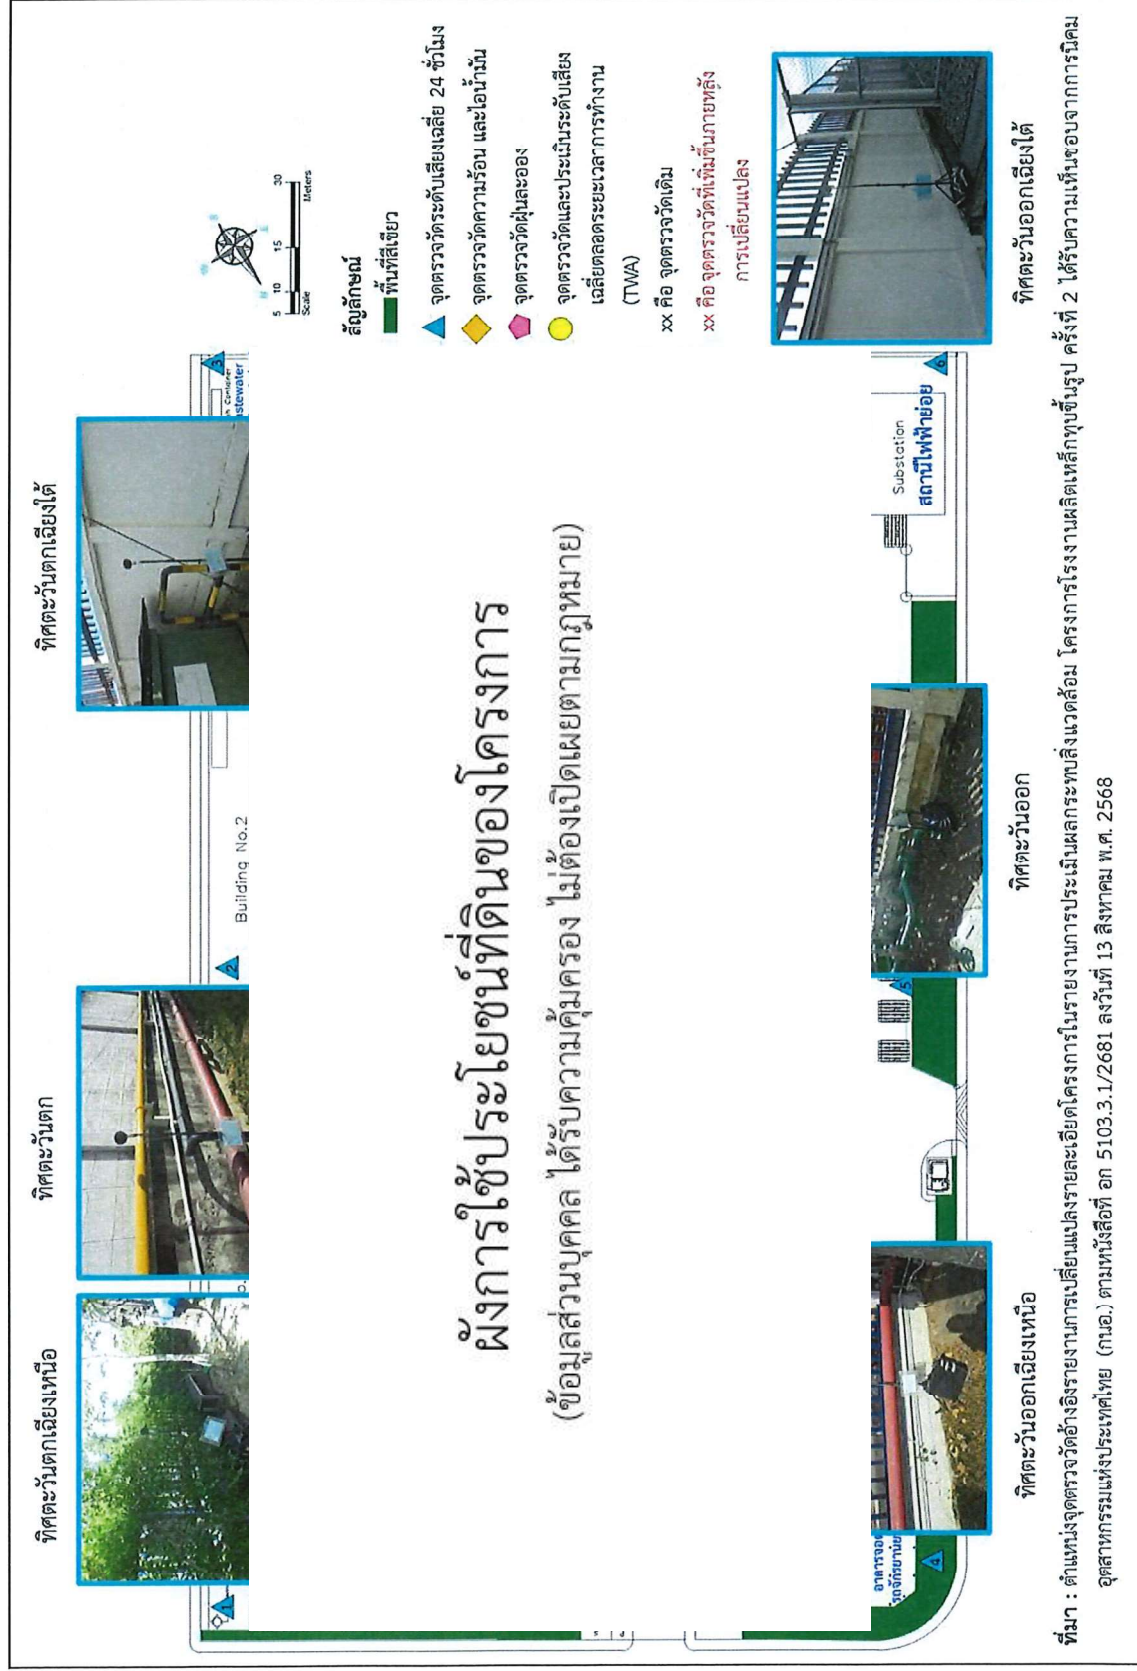 ทิศตะวันตกเฉียงเหนือ
ทิศตะวันตก
ทิศตะวันตกเฉียงใต้
1
2
Building No.2
3
stewater
5 10 15 30
Scale Meters
สัญลักษณ์
พื้นที่สีเขียว
จุดตรวจวัดระดับเสียงเฉลี่ย 24 ชั่วโมง
จุดตรวจวัดความร้อน และไอน้ำมัน
จุดตรวจวัดฝุ่นละออง
จุดตรวจวัดและประเมินระดับเสียง
เฉลี่ยตลอดระยะเวลาการทำงาน
(TWA)
xx คือ จุดตรวจวัดเดิม
xx คือ จุดตรวจวัดที่เพิ่มขึ้นภายหลัง
การเปลี่ยนแปลง
ผังการใช้ประโยชน์ที่ดินของโครงการ
(ข้อมูลส่วนบุคคล ได้รับความคุ้มครอง ไม่ต้องเปิดเผยตามกฎหมาย)
อาคารจอด
รถจักรยานย
4
5
Substation
สถานีไฟฟ้าย่อย
6
ทิศตะวันออกเฉียงเหนือ
ทิศตะวันออก
ทิศตะวันออกเฉียงใต้
ที่มา : ตำแหน่งจุดตรวจวัดอ้างอิงรายงานการเปลี่ยนแปลงรายละเอียดโครงการในรายงานการประเมินผลกระทบสิ่งแวดล้อม โครงการโรงงานผลิตเหล็กทุบขึ้นรูป ครั้งที่ 2 ได้รับความเห็นชอบจากการนิคม
อุตสาหกรรมแห่งประเทศไทย (กนอ.) ตามหนังสือที่ อก 5103.3.1/2681 ลงวันที่ 13 สิงหาคม พ.ศ. 2568